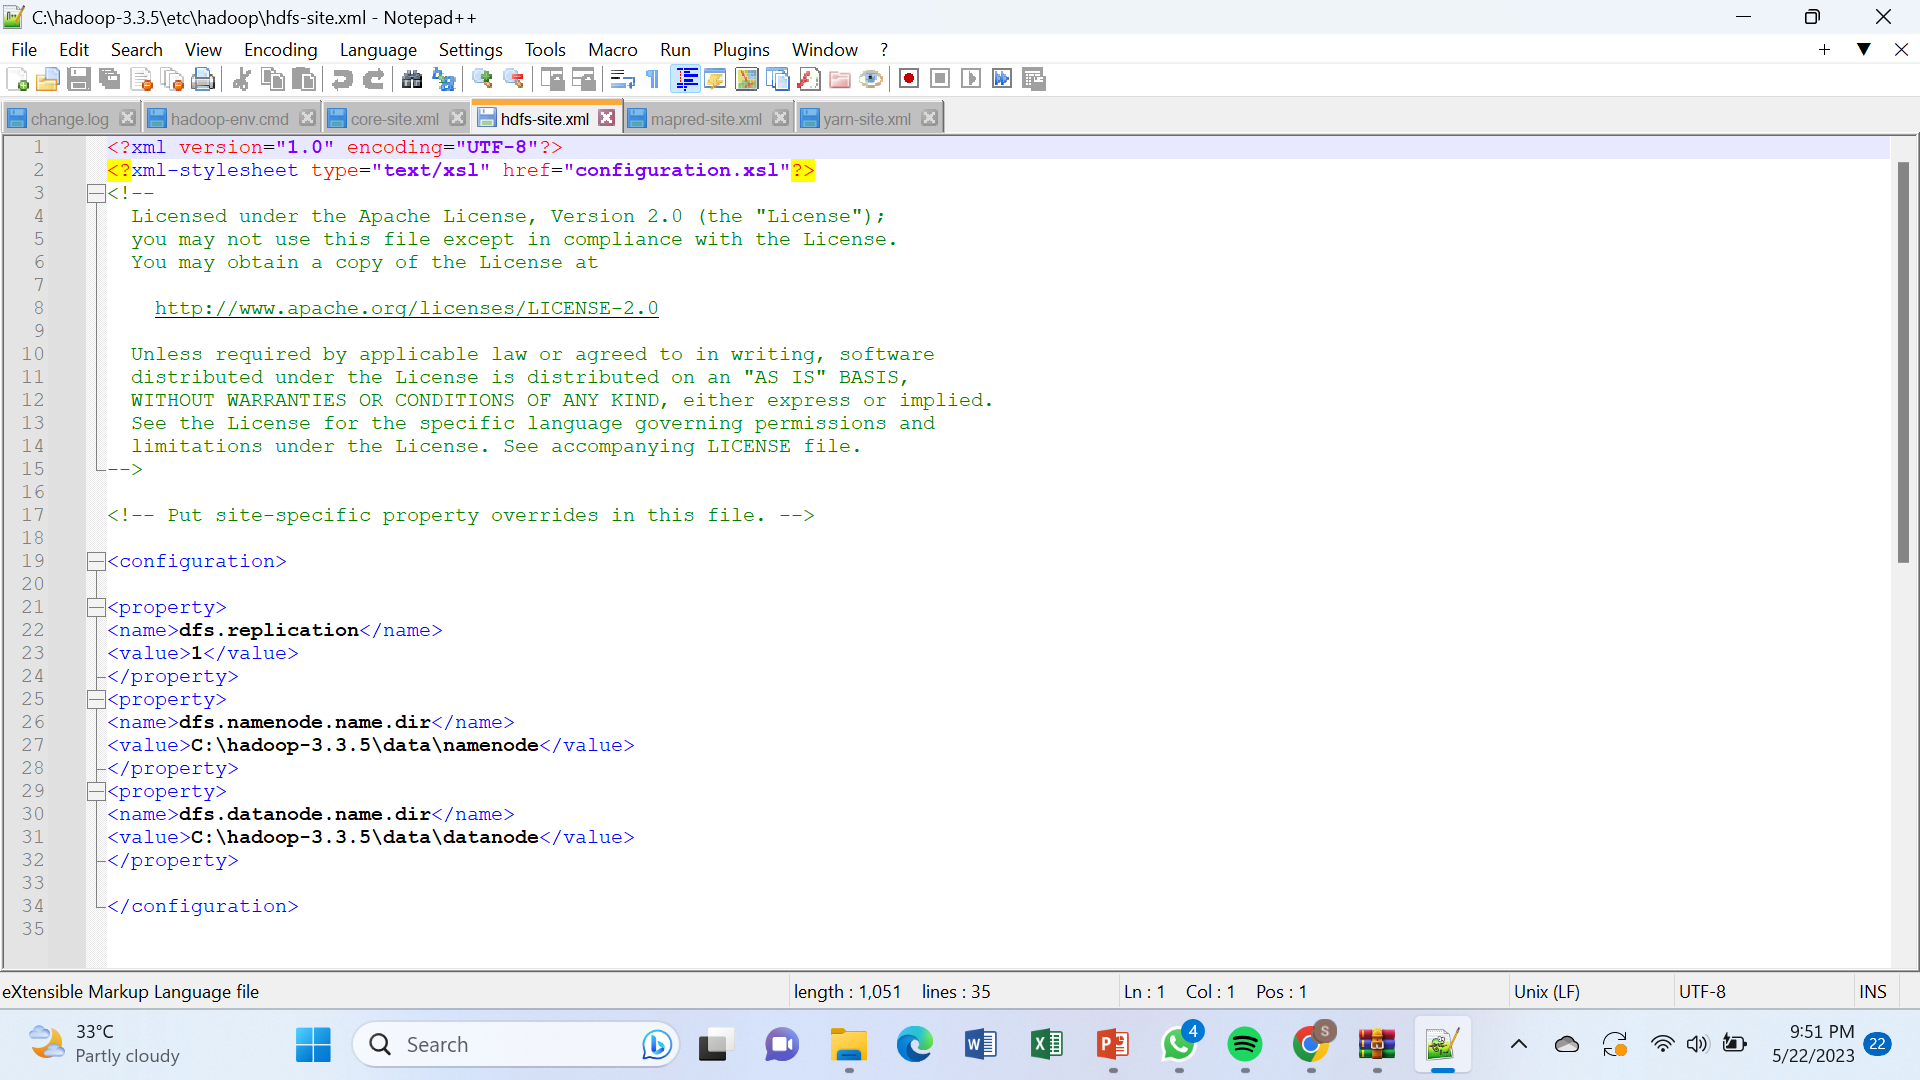 C:\hadoop-3.3.5\etc\hadoop\hdfs-site.xml - Notepad++
File Edit Search View Encoding Language Settings Tools Macro Run Plugins Window ?
change.log hadoop-env.cmd core-site.xml hdfs-site.xml mapred-site.xml yarn-site.xml
1 <?xml version="1.0" encoding="UTF-8"?>
2 <?xml-stylesheet type="text/xsl" href="configuration.xsl"?>
3 <!--
4 Licensed under the Apache License, Version 2.0 (the "License");
5 you may not use this file except in compliance with the License.
6 You may obtain a copy of the License at
7
8 http://www.apache.org/licenses/LICENSE-2.0
9
10 Unless required by applicable law or agreed to in writing, software
11 distributed under the License is distributed on an "AS IS" BASIS,
12 WITHOUT WARRANTIES OR CONDITIONS OF ANY KIND, either express or implied.
13 See the License for the specific language governing permissions and
14 limitations under the License. See accompanying LICENSE file.
15 -->
16
17 <!-- Put site-specific property overrides in this file. -->
18
19 <configuration>
20
21 <property>
22 <name>dfs.replication</name>
23 <value>1</value>
24 </property>
25 <property>
26 <name>dfs.namenode.name.dir</name>
27 <value>C:\hadoop-3.3.5\data\namenode</value>
28 </property>
29 <property>
30 <name>dfs.datanode.name.dir</name>
31 <value>C:\hadoop-3.3.5\data\datanode</value>
32 </property>
33
34 </configuration>
35
eXtensible Markup Language file length : 1,051 lines : 35 Ln : 1 Col : 1 Pos : 1 Unix (LF) UTF-8 INS
33°C
Partly cloudy
Search
4
S
9:51 PM
5/22/2023
22